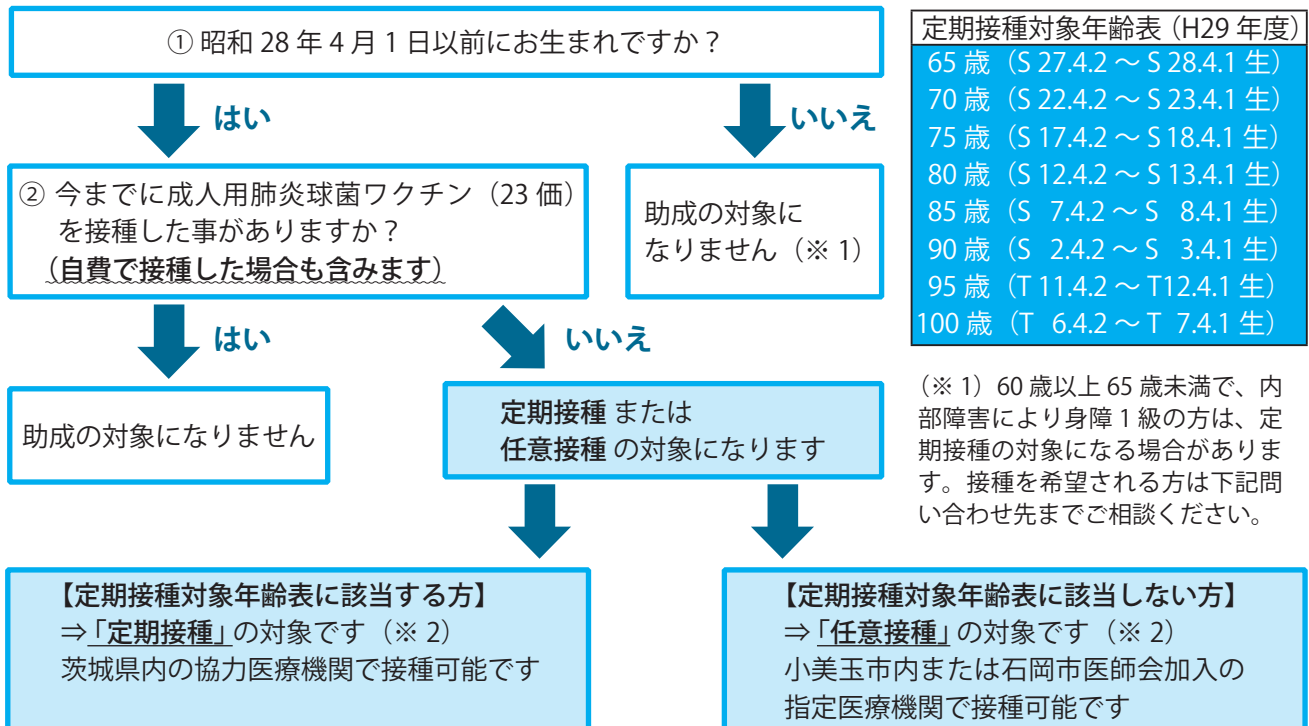 ① 昭和 28 年 4 月 1 日以前にお生まれですか？
はい
いいえ
② 今までに成人用肺炎球菌ワクチン（23 価）
を接種した事がありますか？
（自費で接種した場合も含みます）
助成の対象に
なりません（※ 1）
はい
いいえ
助成の対象になりません
定期接種 または
任意接種 の対象になります
【定期接種対象年齢表に該当する方】
⇒「定期接種」の対象です（※ 2）
茨城県内の協力医療機関で接種可能です
【定期接種対象年齢表に該当しない方】
⇒「任意接種」の対象です（※ 2）
小美玉市内または石岡市医師会加入の
指定医療機関で接種可能です
定期接種対象年齢表（H29 年度）
65 歳（S 27.4.2 ～ S 28.4.1 生）
70 歳（S 22.4.2 ～ S 23.4.1 生）
75 歳（S 17.4.2 ～ S 18.4.1 生）
80 歳（S 12.4.2 ～ S 13.4.1 生）
85 歳（S 7.4.2 ～ S 8.4.1 生）
90 歳（S 2.4.2 ～ S 3.4.1 生）
95 歳（T 11.4.2 ～ T12.4.1 生）
100 歳（T 6.4.2 ～ T 7.4.1 生）
（※ 1）60 歳以上 65 歳未満で、内
部障害により身障 1 級の方は、定
期接種の対象になる場合がありま
す。接種を希望される方は下記問
い合わせ先までご相談ください。